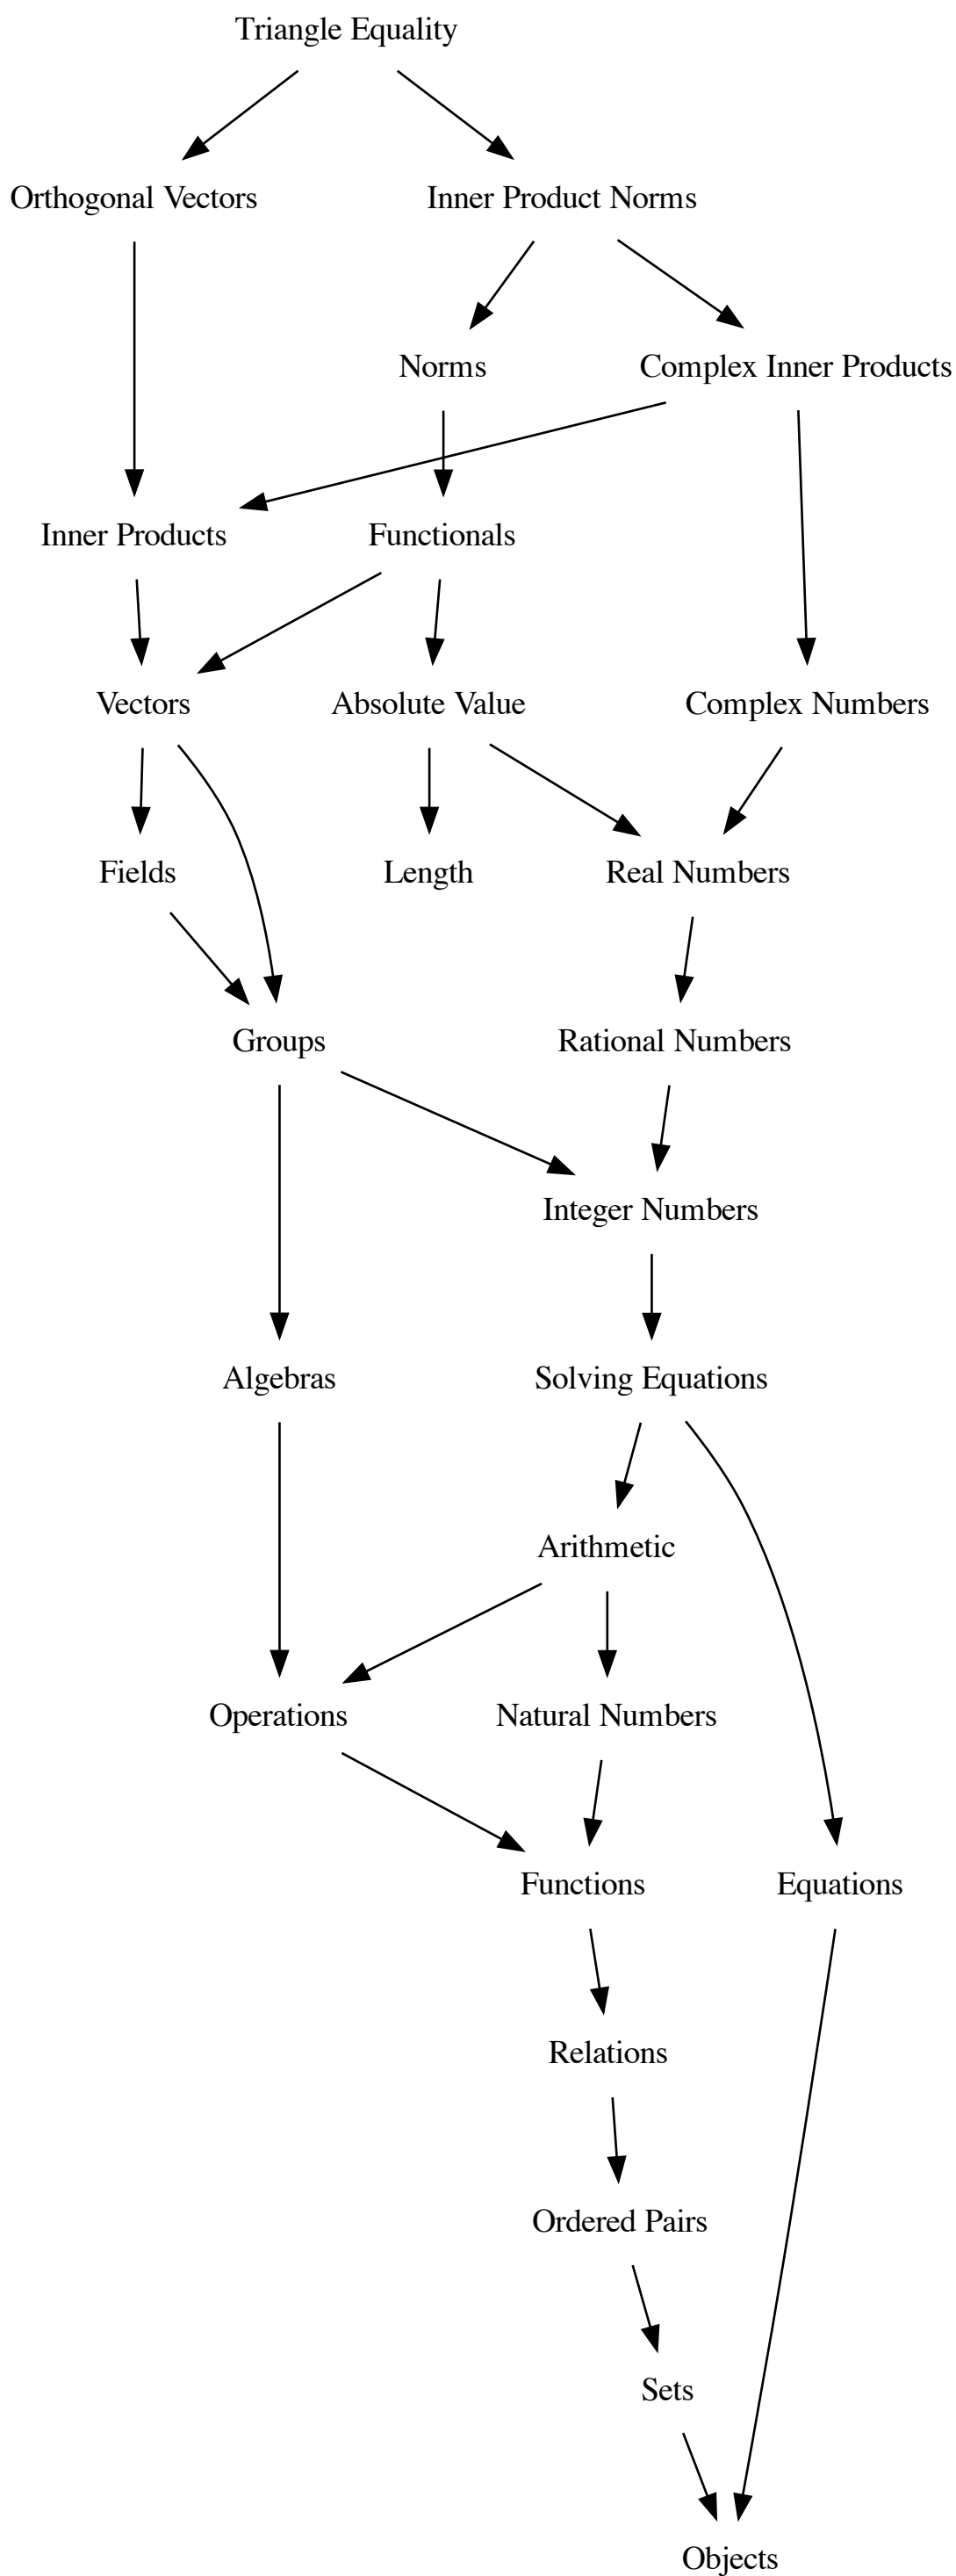 Triangle Equality
Orthogonal Vectors
Inner Product Norms
Norms
Complex Inner Products
Inner Products
Functionals
Vectors
Absolute Value
Complex Numbers
Fields
Length
Real Numbers
Groups
Rational Numbers
Integer Numbers
Algebras
Solving Equations
Arithmetic
Operations
Natural Numbers
Functions
Equations
Relations
Ordered Pairs
Sets
Objects